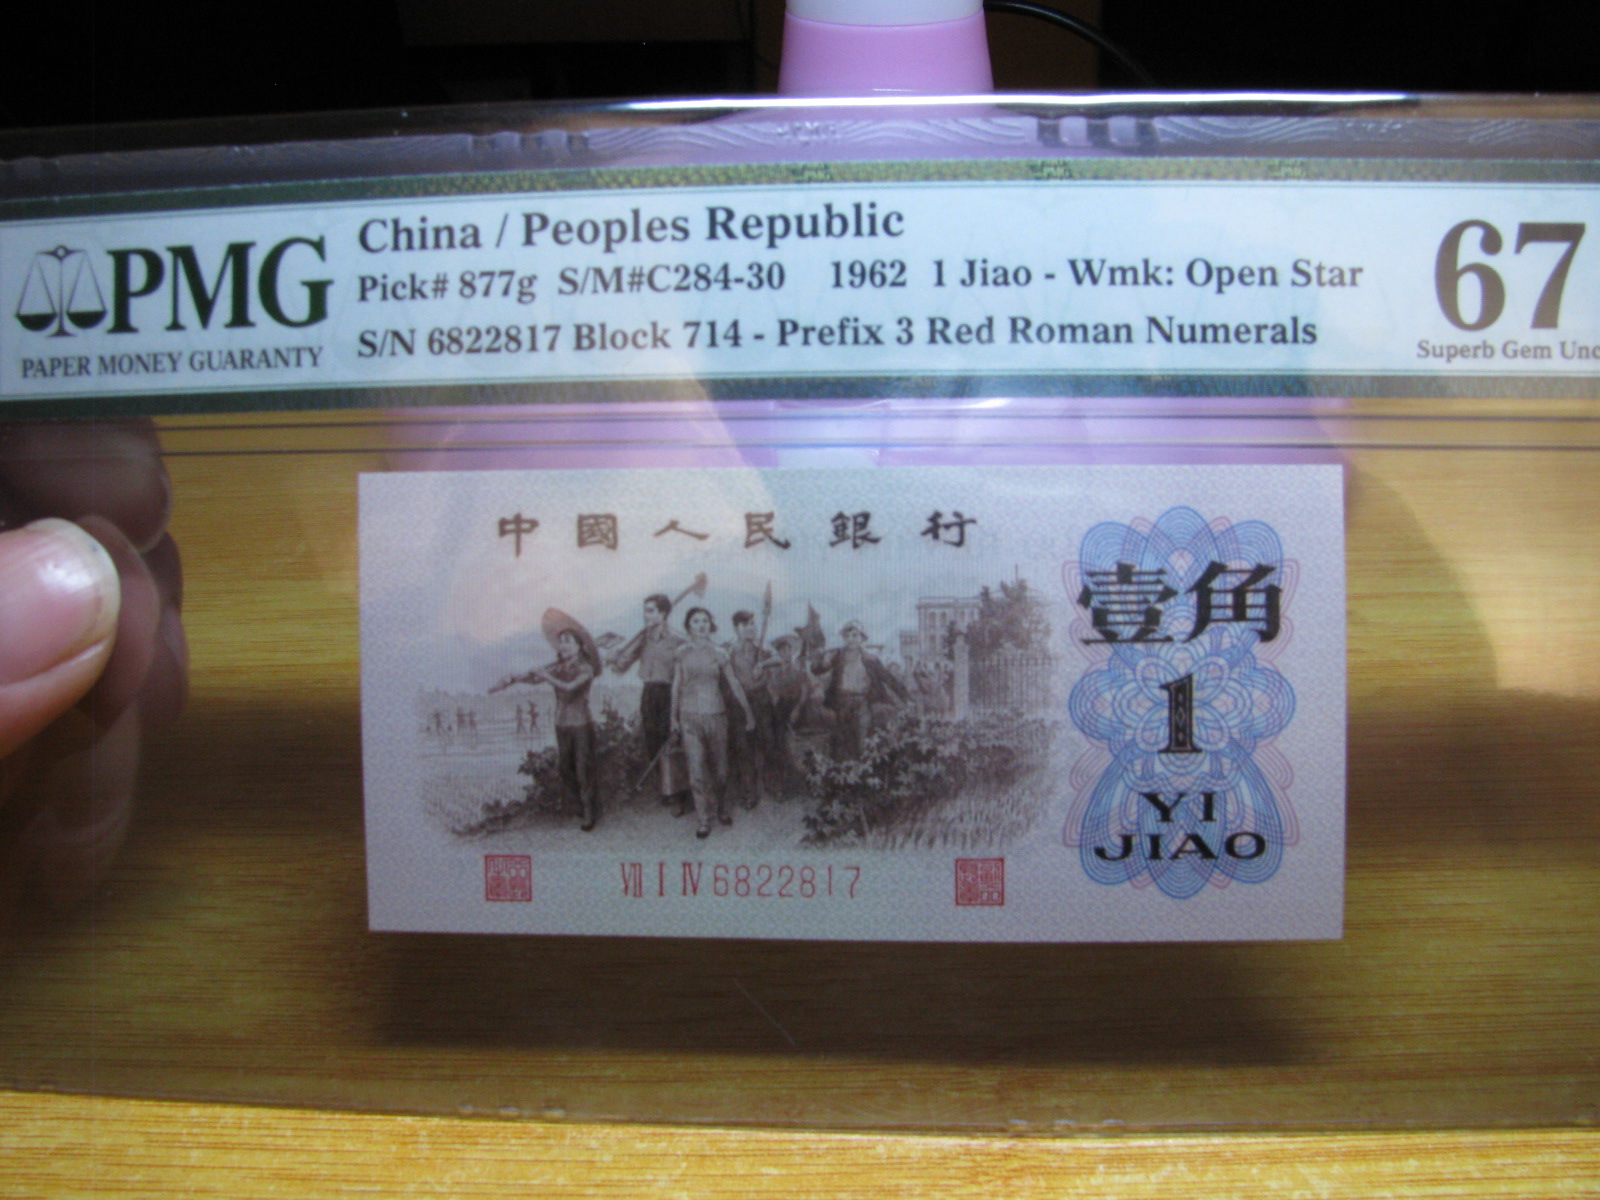 PMG
PAPER MONEY GUARANTY
China / Peoples Republic
Pick# 877g S/M#C284-30 1962 1 Jiao - Wmk: Open Star
S/N 6822817 Block 714 - Prefix 3 Red Roman Numerals
67
Superb Gem Unc
中國人民銀行
壹角
1
YI
JIAO
Ⅶ Ⅰ Ⅳ 6822817